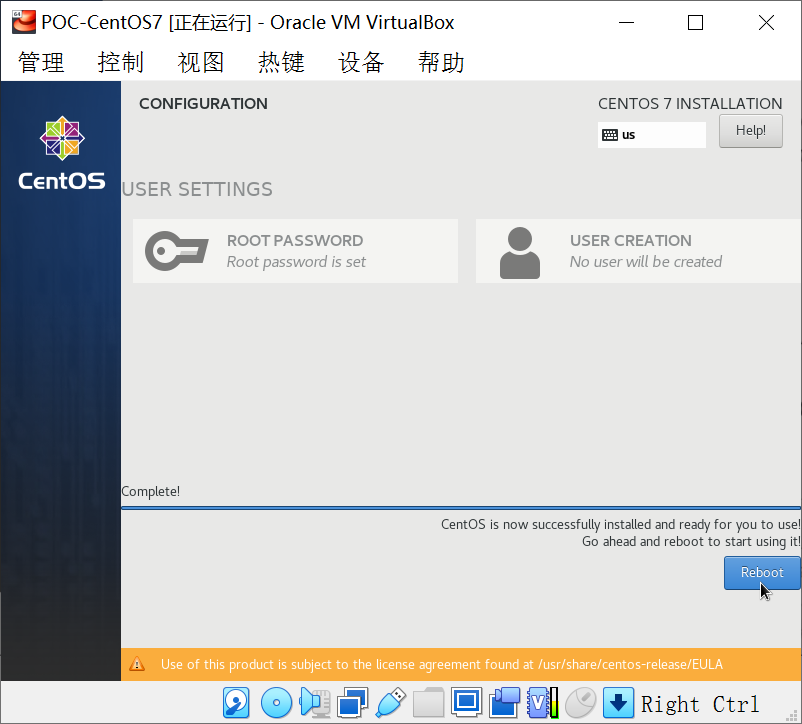 POC-CentOS7 [正在运行] - Oracle VM VirtualBox
管理 控制 视图 热键 设备 帮助
CentOS
CONFIGURATION
CENTOS 7 INSTALLATION
us
Help!
USER SETTINGS
ROOT PASSWORD
Root password is set
USER CREATION
No user will be created
Complete!
CentOS is now successfully installed and ready for you to use!
Go ahead and reboot to start using it!
Reboot
Use of this product is subject to the license agreement found at /usr/share/centos-release/EULA
Right Ctrl